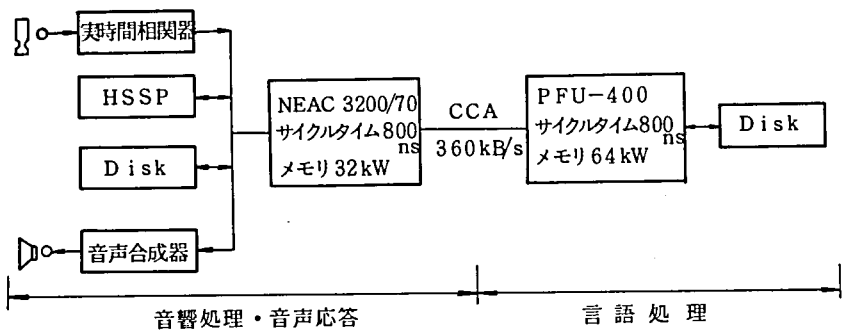 実時間相関器
HSSP
Disk
音声合成器
NEAC 3200/70
サイクルタイム800
ns
メモリ 32kW
CCA
360kB/s
PFU-400
サイクルタイム800
ns
メモリ 64kW
Disk
音響処理・音声応答
言語処理